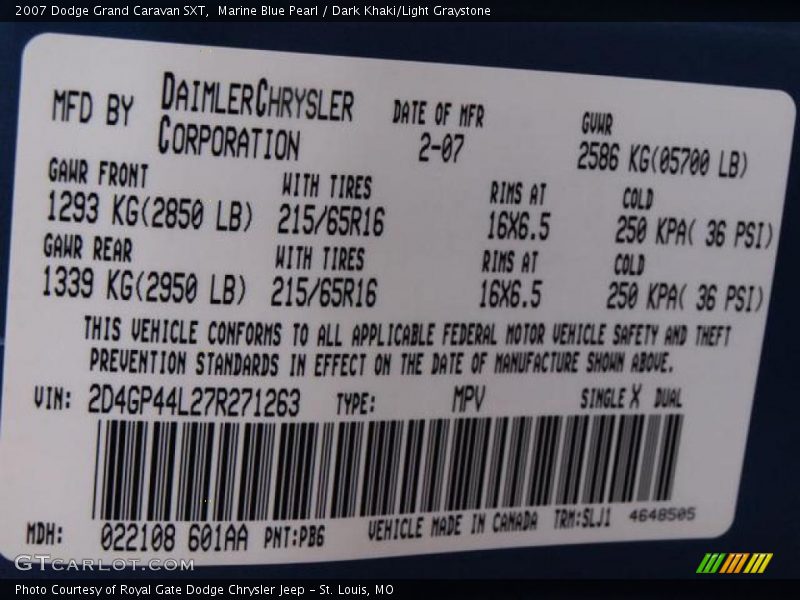 2007 Dodge Grand Caravan SXT,  Marine Blue Pearl / Dark Khaki/Light Graystone
MFD BY DAIMLERCHRYSLER CORPORATION DATE OF MFR 2-07 GVWR 2586 KG(05700 LB)
GAWR FRONT WITH TIRES RIMS AT COLD
1293 KG(2850 LB) 215/65R16 16X6.5 250 KPA( 36 PSI)
GAWR REAR WITH TIRES RIMS AT COLD
1339 KG(2950 LB) 215/65R16 16X6.5 250 KPA( 36 PSI)
THIS VEHICLE CONFORMS TO ALL APPLICABLE FEDERAL MOTOR VEHICLE SAFETY AND THEFT
PREVENTION STANDARDS IN EFFECT ON THE DATE OF MANUFACTURE SHOWN ABOVE.
VIN: 2D4GP44L27R271263 TYPE: MPV SINGLE X DUAL
MDH: 022108 601AA PNT:PB6 VEHICLE MADE IN CANADA TRM:SLJ1 4648505
GTCARLOT.COM
Photo Courtesy of Royal Gate Dodge Chrysler Jeep - St. Louis, MO